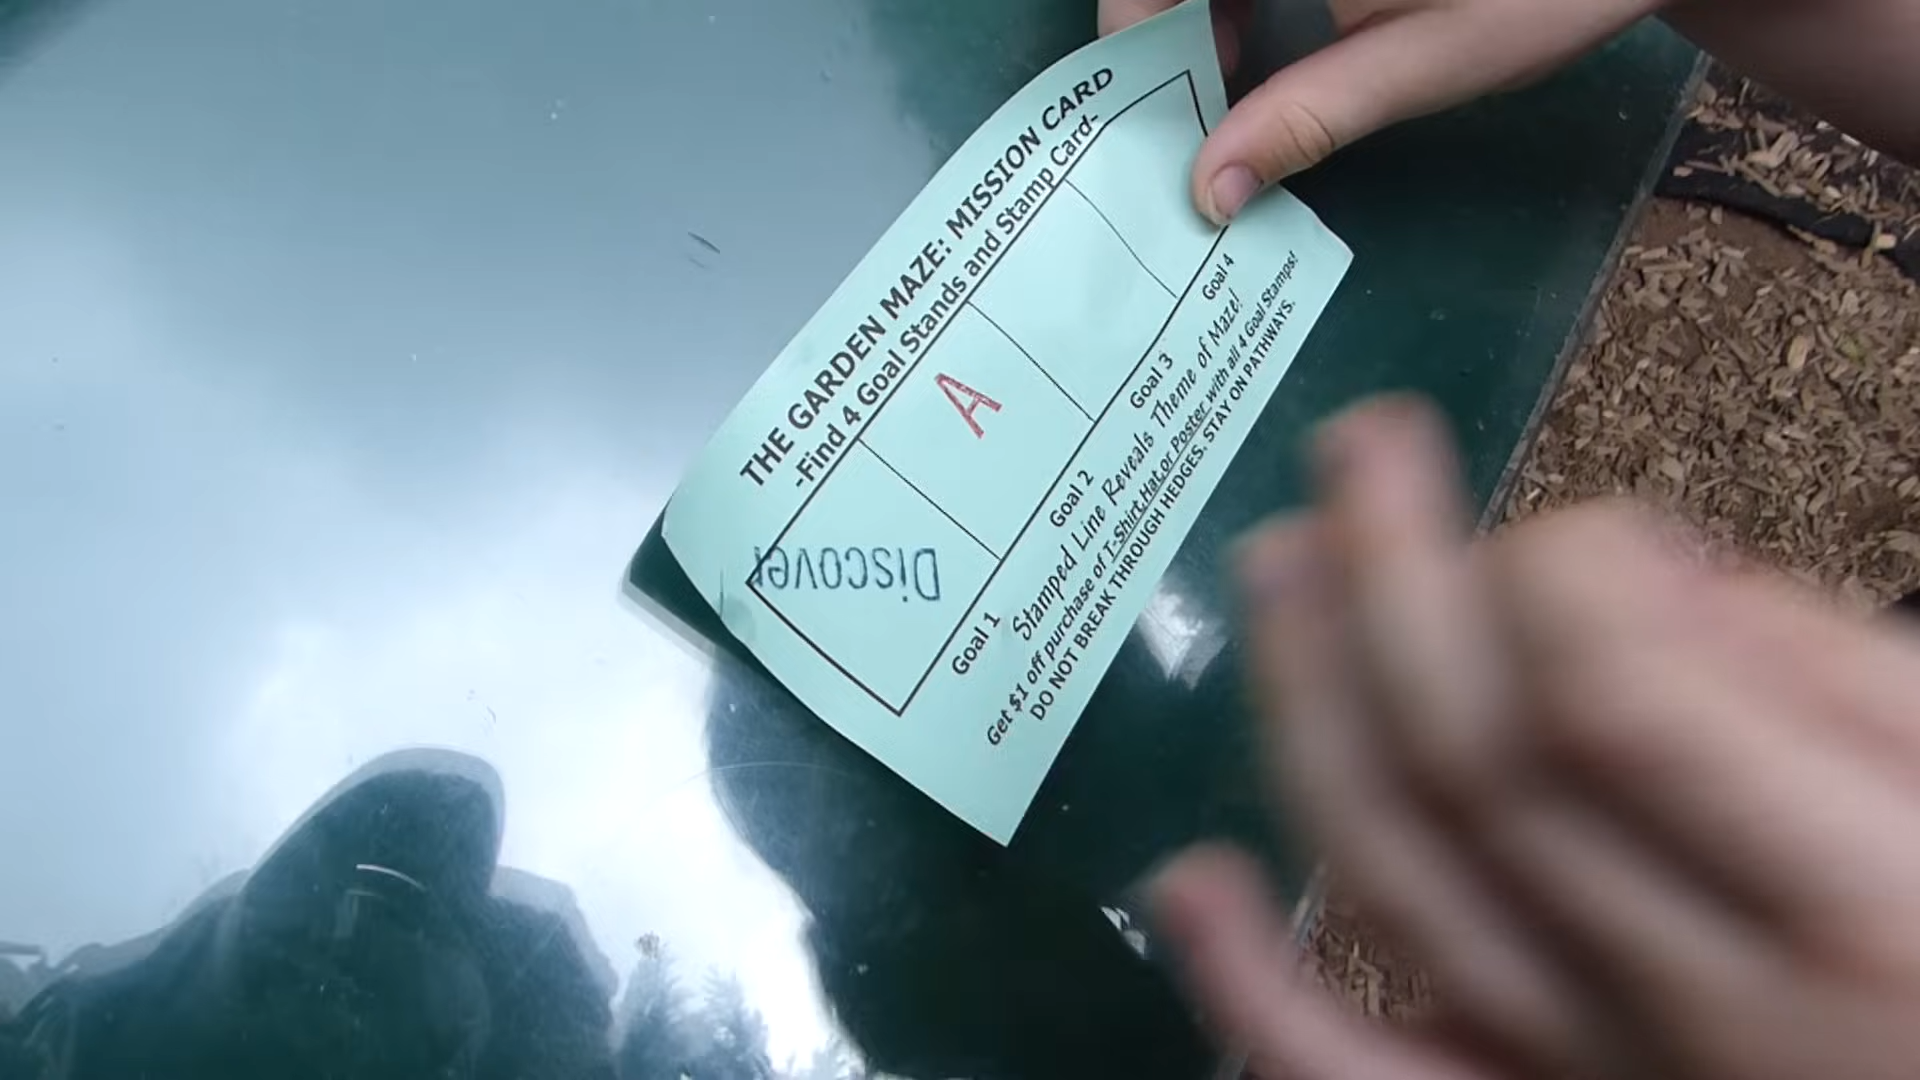 THE GARDEN MAZE: MISSION CARD
-Find 4 Goal Stands and Stamp Card-
Discover A
Goal 1 Goal 2 Goal 3 Goal 4
Stamped Line Reveals Theme of Maze!
Get $1 off purchase of T-Shirt,Hat,or Poster with all 4 Goal Stamps!
DO NOT BREAK THROUGH HEDGES. STAY ON PATHWAYS.